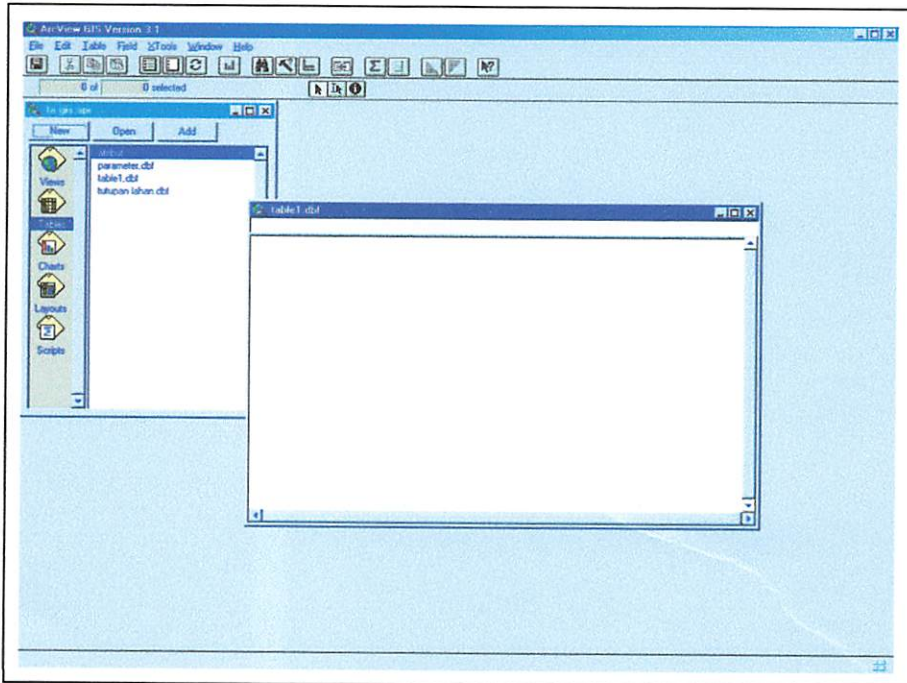 ArcView GIS Version 3.1
File Edit Table Field XTools Window Help
0 of 0 selected
New Open Add
Views
Tables
Charts
Layouts
Scripts
parameter.dbf
table1.dbf
tutupan lahan.dbf
table1.dbf